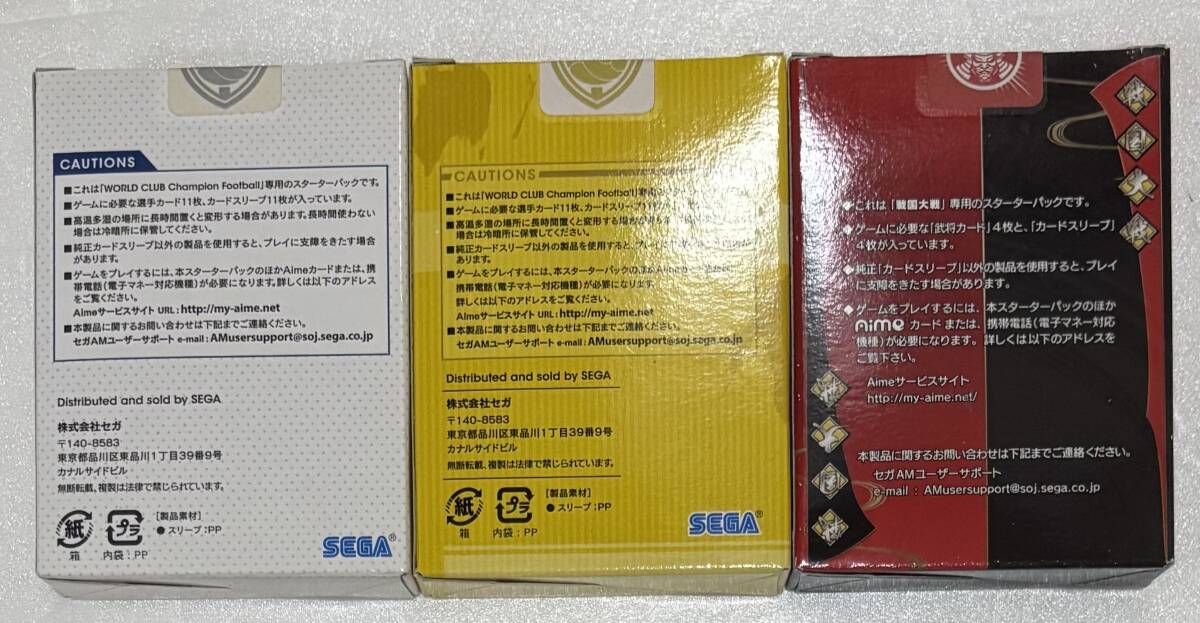 CAUTIONS
■これは「WORLD CLUB Champion Football」専用のスターターパックです。
■ゲームに必要な選手カード11枚、カードスリーブ11枚が入っています。
■高温多湿の場所に長時間置くと変形する場合があります。長時間使わない
場合は冷暗所に保管してください。
■純正カードスリーブ以外の製品を使用すると、プレイに支障をきたす場合
があります。
■ゲームをプレイするには、本スターターパックのほかAimeカードまたは、携
帯電話(電子マネー対応機種)が必要になります。詳しくは以下のアドレス
をご覧ください。
Aimeサービスサイト URL:http://my-aime.net
■本製品に関するお問い合わせは下記までご連絡ください。
セガAMユーザーサポート e-mail:AMusersupport@soj.sega.co.jp
Distributed and sold by SEGA
株式会社セガ
〒140-8583
東京都品川区東品川1丁目39番9号
カナルサイドビル
無断転載、複製は法律で禁じられています。
紙
箱
プラ
内袋:PP
[製品素材]
●スリーブ:PP
SEGA®
CAUTIONS
■これは「WORLD CLUB Champion Football」専用のスターターパック
■ゲームに必要な選手カード11枚、カードスリーブ11
■高温多湿の場所に長時間置くと変形する場合があり
場合は冷暗所に保管してください。
■純正カードスリーブ以外の製品を使用すると、プレイに
あります。
■ゲームをプレイするには、本スターターパックのほかAimeカード
携帯電話(電子マネー対応機種)が必要になります。
詳しくは以下のアドレスをご覧ください。
Aimeサービスサイト URL:http://my-aime.net
■本製品に関するお問い合わせは下記までご連絡ください。
セガAMユーザーサポート e-mail:AMusersupport@soj.sega.co.jp
Distributed and sold by SEGA
株式会社セガ
〒140-8583
東京都品川区東品川1丁目39番9号
カナルサイドビル
無断転載、複製は法律で禁じられています。
紙
箱
プラ
内袋:PP
[製品素材]
●スリーブ:PP
SEGA®
◆これは「戦国大戦」専用のスターターパックです。
◆ゲームに必要な「武将カード」4枚と、「カードスリーブ」
4枚が入っています。
◆純正「カードスリーブ」以外の製品を使用すると、プレイ
に支障をきたす場合があります。
◆ゲームをプレイするには、本スターターパックのほか
Aime カードまたは、携帯電話(電子マネー対応
機種)が必要になります。詳しくは以下のアドレスを
ご覧下さい。
Aimeサービスサイト
http://my-aime.net/
本製品に関するお問い合わせは下記までご連絡ください。
セガAMユーザーサポート
e-mail : AMusersupport@soj.sega.co.jp